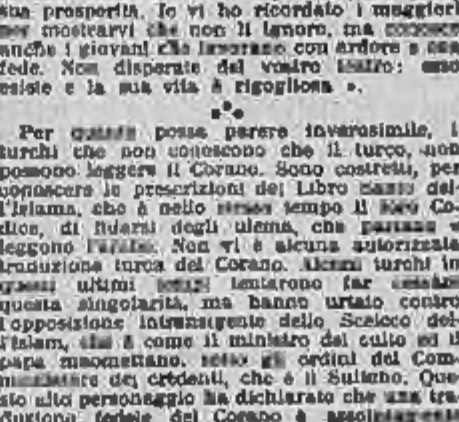 sua prosperità. Io vi ho ricordato i maggiori
per mostrarvi che non li ignoro, ma conosco
anche i giovani che lavorano con ardore e con
fede. Non disperate del vostro teatro: esso
esiste e la sua vita è rigogliosa ».
Per quanto possa parere inverosimile, i
turchi che non conoscono che il turco, non
possono leggere il Corano. Sono costretti, per
conoscere le prescrizioni del Libro santo del-
l'Islama, che è nello stesso tempo il loro Co-
dice, di fidarsi degli ulema, che parlano e
leggono l'arabo. Non vi è alcuna autorizzata
traduzione turca del Corano. Alcuni turchi in
questi ultimi tempi tentarono far cessare
questa singolarità, ma hanno urtato contro
l'opposizione intransigente dello Sceicco del-
l'Islam, che è come il ministro del culto ed il
papa maomettano, sotto gli ordini del Com-
mendatore dei credenti, che è il Sultano. Que-
sto alto personaggio ha dichiarato che una tra-
duzione fedele del Corano è assolutamente